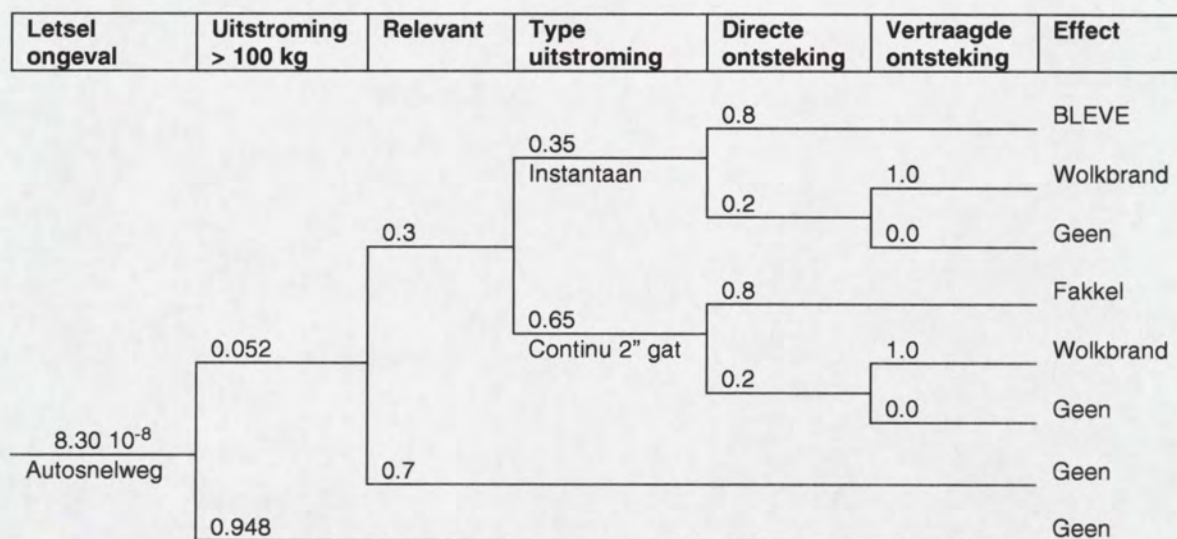 Letsel ongeval
Uitstroming > 100 kg
Relevant
Type uitstroming
Directe ontsteking
Vertraagde ontsteking
Effect
0.8
BLEVE
0.35
Instantaan
1.0
Wolkbrand
0.2
0.0
Geen
0.3
0.8
Fakkel
0.65
Continu 2" gat
1.0
Wolkbrand
0.052
0.2
0.0
Geen
8.30 10⁻⁸
Autosnelweg
0.7
Geen
0.948
Geen